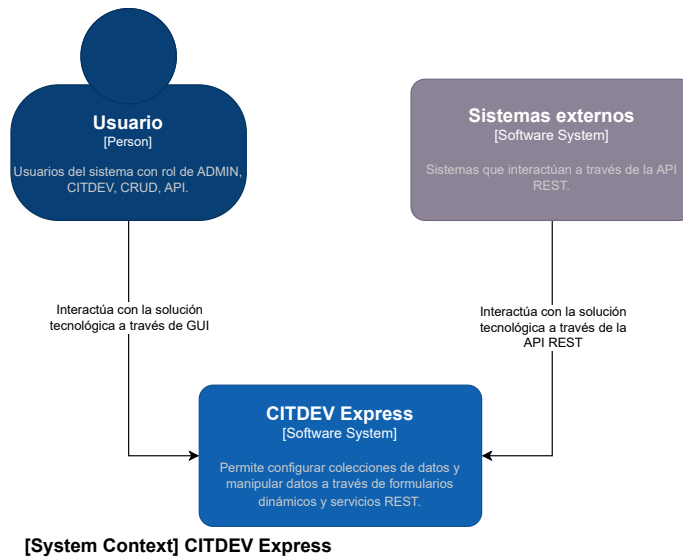 Usuario
[Person]
Usuarios del sistema con rol de ADMIN,
CITDEV, CRUD, API.
Sistemas externos
[Software System]
Sistemas que interactúan a través de la API
REST.
Interactúa con la solución
tecnológica a través de GUI
Interactúa con la solución
tecnológica a través de la
API REST
CITDEV Express
[Software System]
Permite configurar colecciones de datos y
manipular datos a través de formularios
dinámicos y servicios REST.
[System Context] CITDEV Express